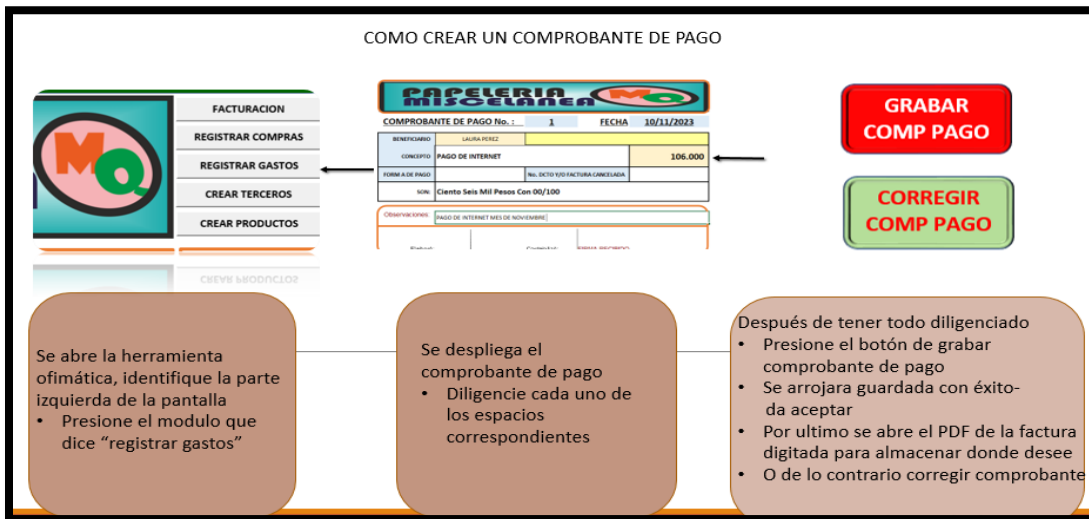 COMO CREAR UN COMPROBANTE DE PAGO
MQ
FACTURACION
REGISTRAR COMPRAS
REGISTRAR GASTOS
CREAR TERCEROS
CREAR PRODUCTOS
CREAR PRODUCTOS
PAPELERIA
MISCELANEA
MQ
COMPROBANTE DE PAGO No. : 1 FECHA 10/11/2023
BENEFICIARIO LAURA PEREZ
CONCEPTO PAGO DE INTERNET 106.000
FORMA DE PAGO No. DCTO Y/O FACTURA CANCELADA
SON: Ciento Seis Mil Pesos Con 00/100
Observaciones: PAGO DE INTERNET MES DE NOVIEMBRE
GRABAR
COMP PAGO
CORREGIR
COMP PAGO
Se abre la herramienta
ofimática, identifique la parte
izquierda de la pantalla
• Presione el modulo que
dice “registrar gastos”
Se despliega el
comprobante de pago
• Diligencie cada uno de
los espacios
correspondientes
Después de tener todo diligenciado
• Presione el botón de grabar
comprobante de pago
• Se arrojara guardada con éxito-
da aceptar
• Por ultimo se abre el PDF de la factura
digitada para almacenar donde desee
• O de lo contrario corregir comprobante